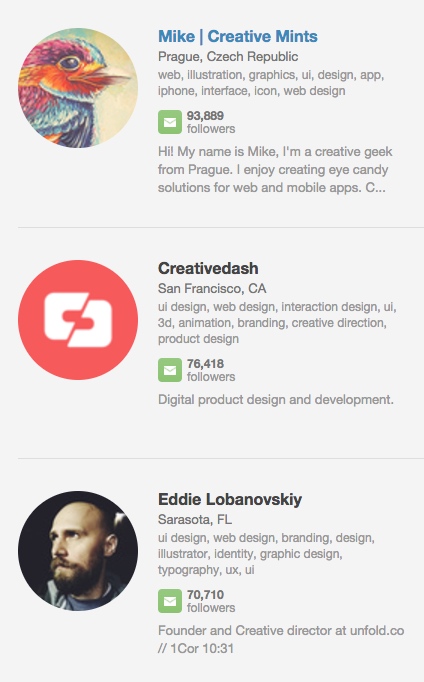 Mike | Creative Mints
Prague, Czech Republic
web, illustration, graphics, ui, design, app,
iphone, interface, icon, web design
93,889
followers
Hi! My name is Mike, I'm a creative geek
from Prague. I enjoy creating eye candy
solutions for web and mobile apps. C...
Creativedash
San Francisco, CA
ui design, web design, interaction design, ui,
3d, animation, branding, creative direction,
product design
76,418
followers
Digital product design and development.
Eddie Lobanovskiy
Sarasota, FL
ui design, web design, branding, design,
illustrator, identity, graphic design,
typography, ux, ui
70,710
followers
Founder and Creative director at unfold.co
// 1Cor 10:31